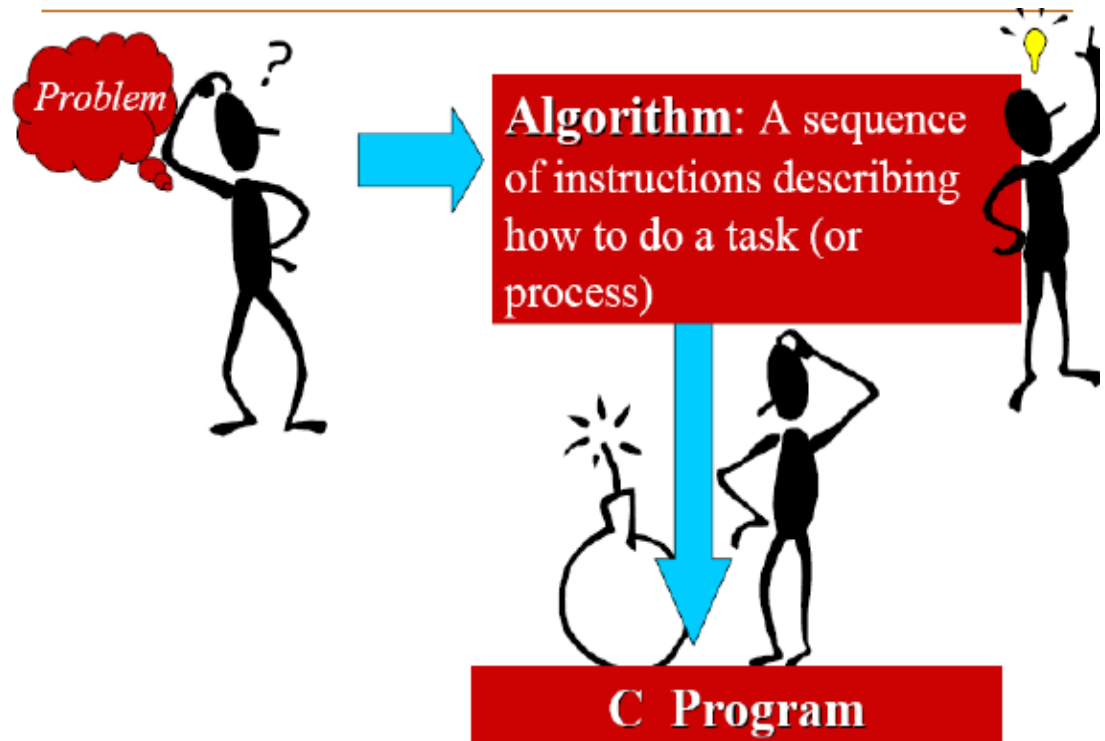 Problem
?
Algorithm: A sequence
of instructions describing
how to do a task (or
process)
C Program